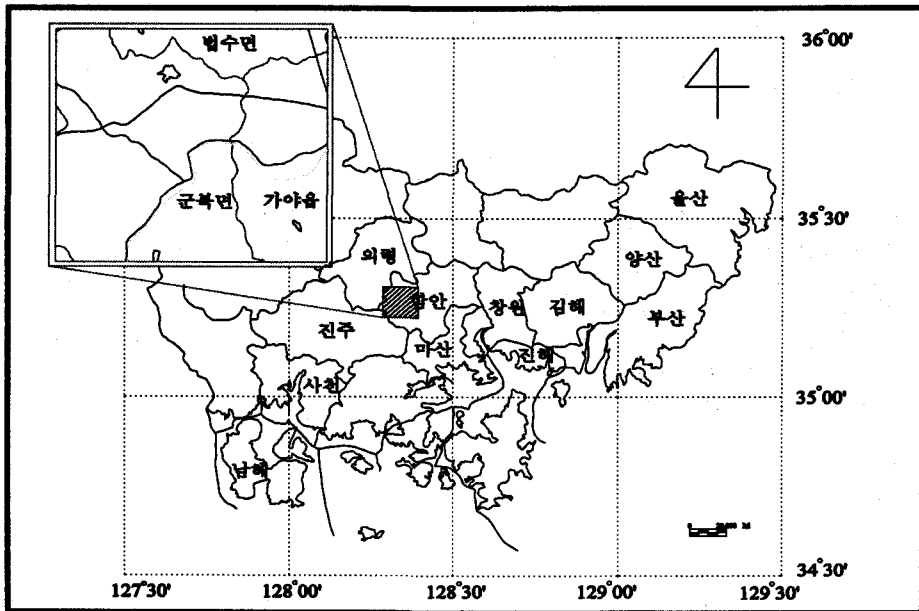 법수면
군북면 가야읍
36°00'
울산
35°30'
의령
양산
함안
창원 김해
부산
진주
마산
진해
사천
35°00'
남해
34°30'
127°30' 128°00' 128°30' 129°00' 129°30'